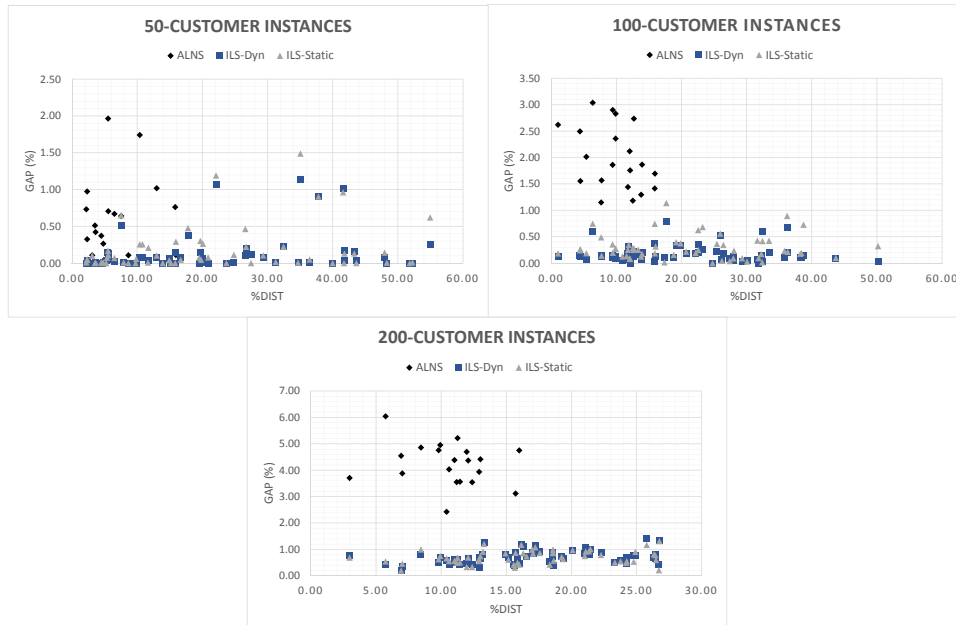 50-CUSTOMER INSTANCES
ALNS ILS-Dyn ILS-Static
2.50
2.00
1.50
1.00
0.50
0.00
GAP (%)
0.00 10.00 20.00 30.00 40.00 50.00 60.00
%DIST
100-CUSTOMER INSTANCES
ALNS ILS-Dyn ILS-Static
3.50
3.00
2.50
2.00
1.50
1.00
0.50
0.00
GAP (%)
0.00 10.00 20.00 30.00 40.00 50.00 60.00
%DIST
200-CUSTOMER INSTANCES
ALNS ILS-Dyn ILS-Static
7.00
6.00
5.00
4.00
3.00
2.00
1.00
0.00
GAP (%)
0.00 5.00 10.00 15.00 20.00 25.00 30.00
%DIST